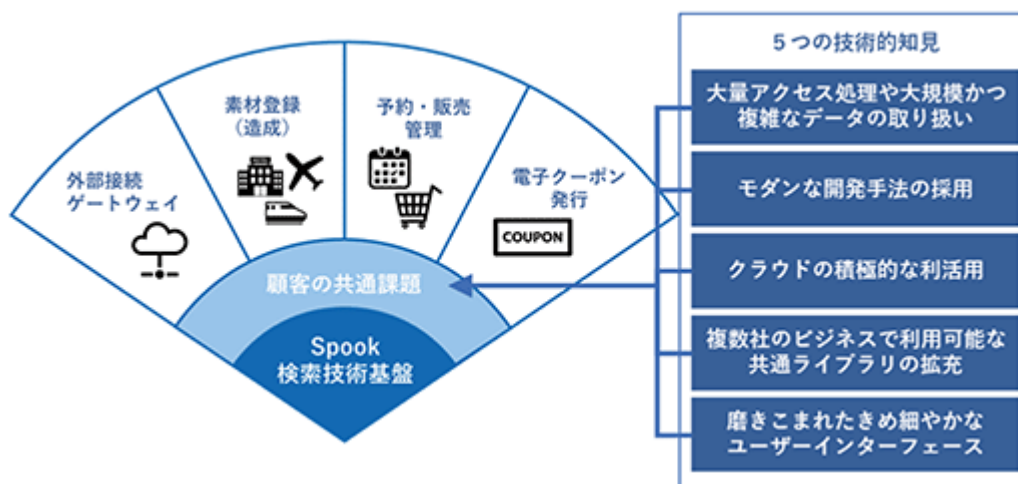 外部接続
ゲートウェイ
素材登録
(造成)
予約・販売
管理
電子クーポン
発行
COUPON
顧客の共通課題
Spook
検索技術基盤
5つの技術的知見
大量アクセス処理や大規模かつ
複雑なデータの取り扱い
モダンな開発手法の採用
クラウドの積極的な利活用
複数社のビジネスで利用可能な
共通ライブラリの拡充
磨きこまれたきめ細やかな
ユーザーインターフェース